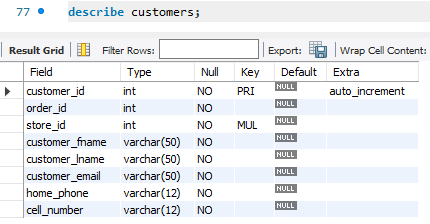 77 describe customers;
Result Grid Filter Rows: Export: Wrap Cell Content:
Field Type Null Key Default Extra
customer_id int NO PRI NULL auto_increment
order_id int NO NULL
store_id int NO MUL NULL
customer_fname varchar(50) NO NULL
customer_lname varchar(50) NO NULL
customer_email varchar(50) NO NULL
home_phone varchar(12) NO NULL
cell_number varchar(12) NO NULL